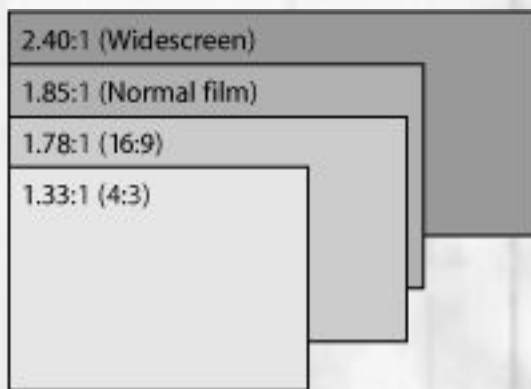 2.40:1 (Widescreen)
1.85:1 (Normal film)
1.78:1 (16:9)
1.33:1 (4:3)